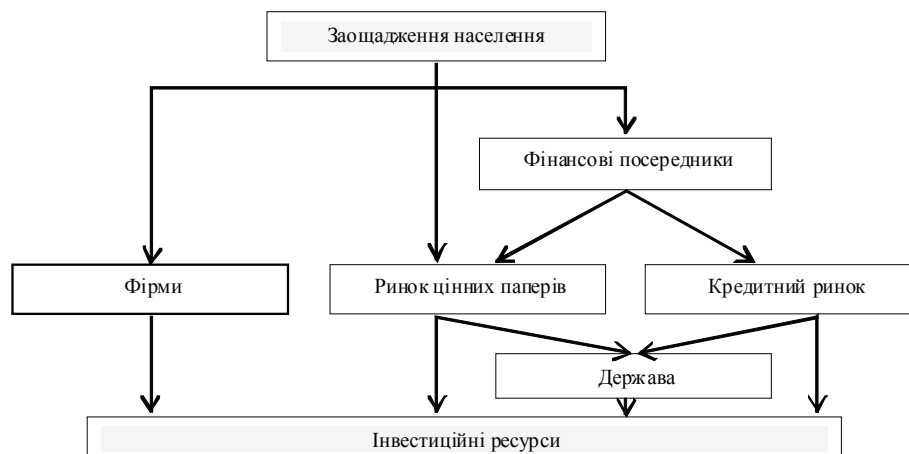 Заощадження населення
Фінансові посередники
Фірми
Ринок цінних паперів
Кредитний ринок
Держава
Інвестиційні ресурси